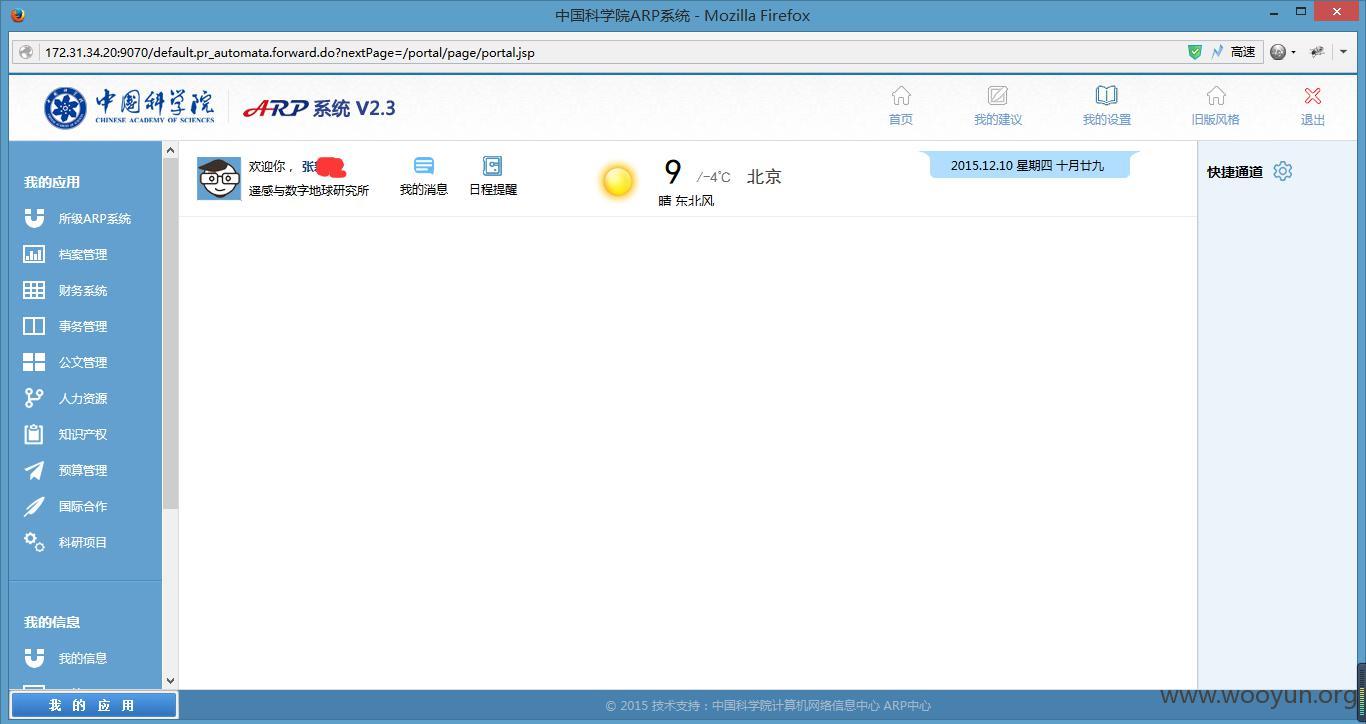 中国科学院ARP系统 - Mozilla Firefox
172.31.34.20:9070/default.pr_automata.forward.do?nextPage=/portal/page/portal.jsp
高速
中国科学院
CHINESE ACADEMY OF SCIENCES
ARP 系统 V2.3
首页
我的建议
我的设置
旧版风格
退出
我的应用
所级ARP系统
档案管理
财务系统
事务管理
公文管理
人力资源
知识产权
预算管理
国际合作
科研项目
我的信息
我的信息
我 的 应 用
欢迎你， 张
遥感与数字地球研究所
我的消息
日程提醒
9 /-4℃ 北京
晴 东北风
2015.12.10 星期四 十月廿九
快捷通道
© 2015 技术支持：中国科学院计算机网络信息中心 ARP中心
www.wooyun.org